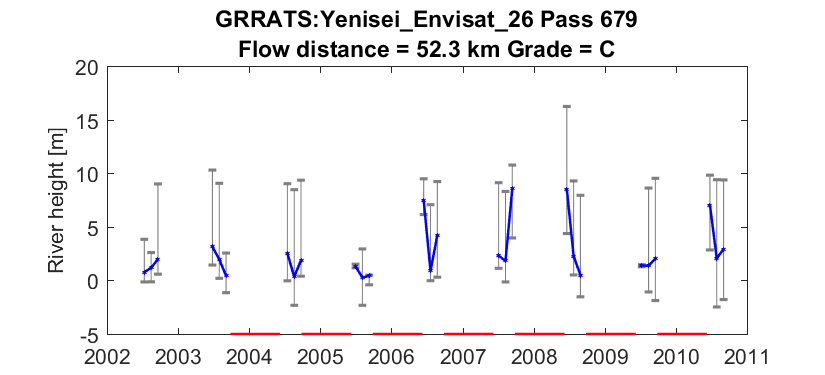 GRRATS:Yenisei_Envisat_26 Pass 679
Flow distance = 52.3 km Grade = C
River height [m]
20
15
10
5
0
-5
2002 2003 2004 2005 2006 2007 2008 2009 2010 2011